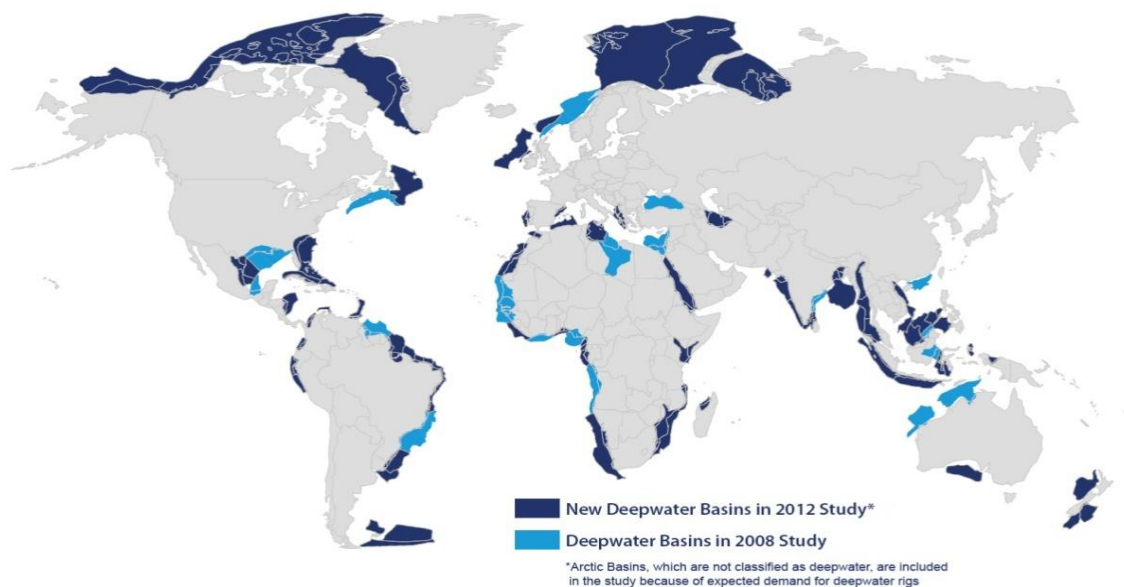 New Deepwater Basins in 2012 Study*
Deepwater Basins in 2008 Study
*Arctic Basins, which are not classified as deepwater, are included
in the study because of expected demand for deepwater rigs